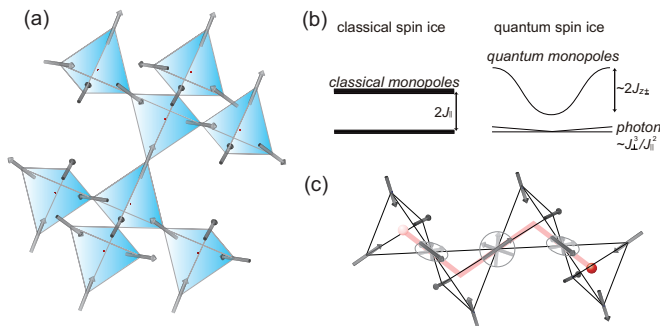 (a)
(b)
classical spin ice
quantum spin ice
quantum monopoles
classical monopoles
2J∥
~2Jz±
photon
~J⊥³/J∥²
(c)